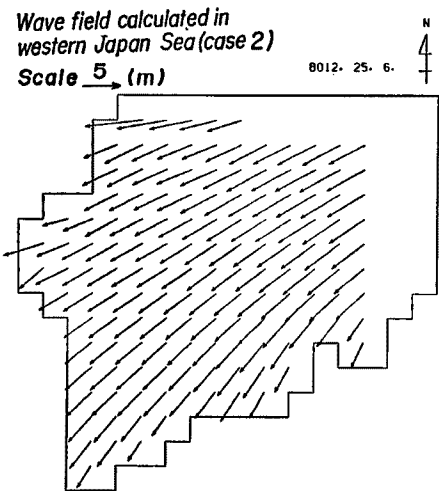 Wave field calculated in
western Japan Sea (case 2)
Scale 5 (m)
8012. 25. 6.
N